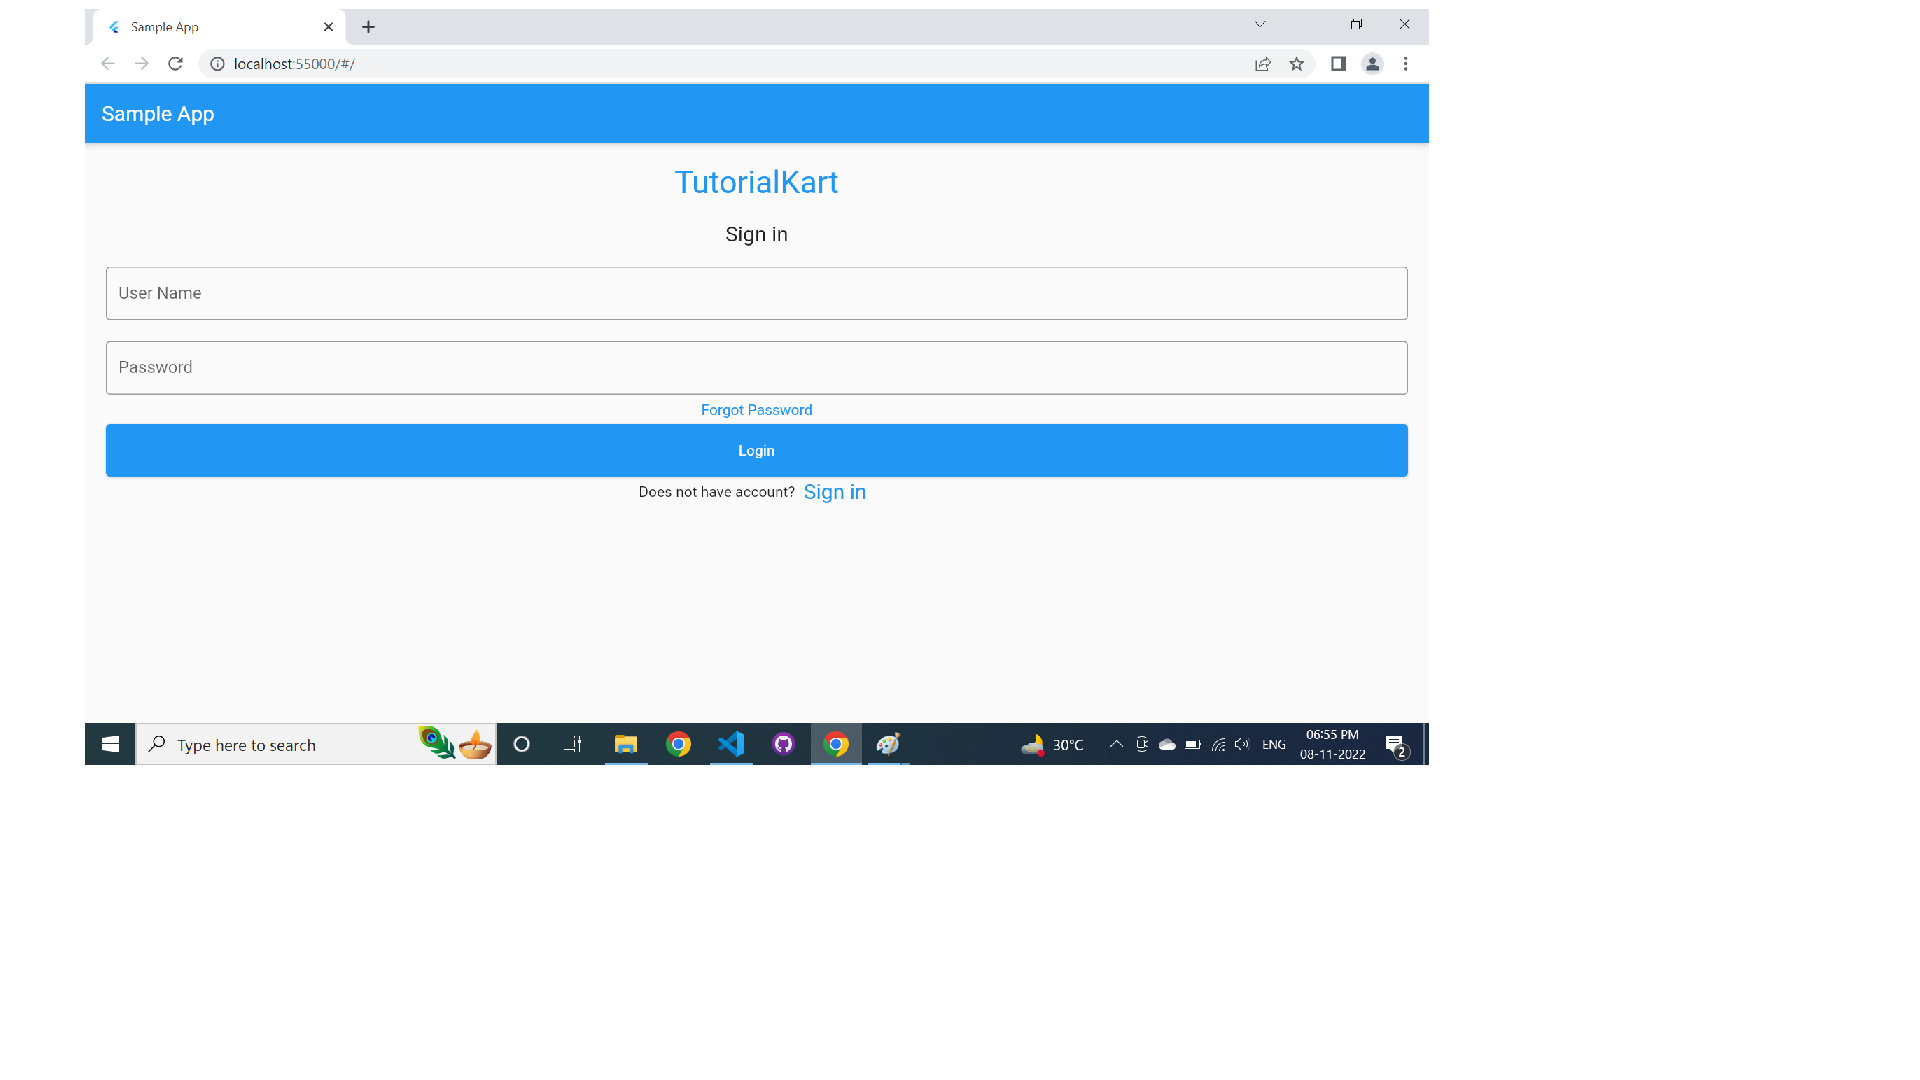 Sample App
localhost:55000/#/
Sample App
TutorialKart
Sign in
User Name
Password
Forgot Password
Login
Does not have account? Sign in
Type here to search
30°C
ENG
06:55 PM
08-11-2022
2